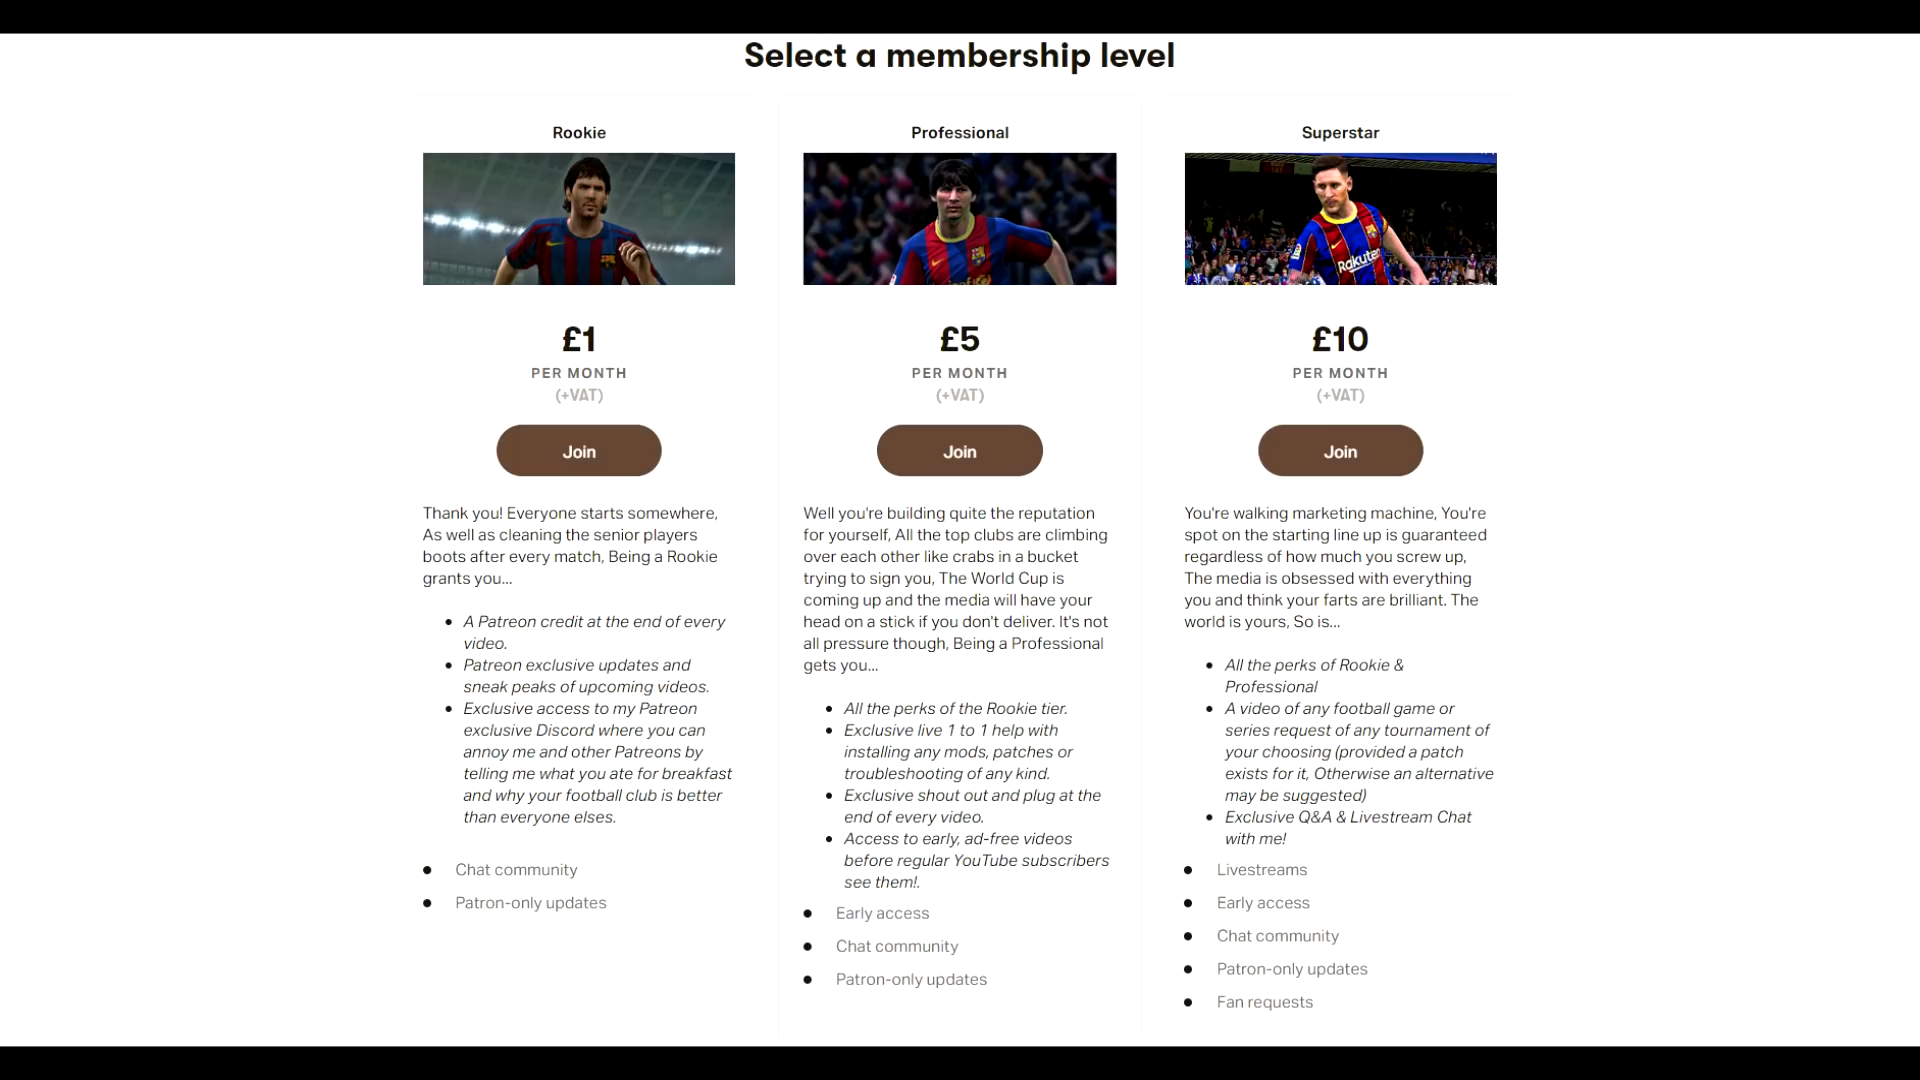 Select a membership level
Rookie
£1
PER MONTH
(+VAT)
Join
Thank you! Everyone starts somewhere,
As well as cleaning the senior players
boots after every match, Being a Rookie
grants you...
• A Patreon credit at the end of every
video.
• Patreon exclusive updates and
sneak peaks of upcoming videos.
• Exclusive access to my Patreon
exclusive Discord where you can
annoy me and other Patreons by
telling me what you ate for breakfast
and why your football club is better
than everyone elses.
• Chat community
• Patron-only updates
Professional
£5
PER MONTH
(+VAT)
Join
Well you're building quite the reputation
for yourself, All the top clubs are climbing
over each other like crabs in a bucket
trying to sign you, The World Cup is
coming up and the media will have your
head on a stick if you don't deliver. It's not
all pressure though, Being a Professional
gets you...
• All the perks of the Rookie tier.
• Exclusive live 1 to 1 help with
installing any mods, patches or
troubleshooting of any kind.
• Exclusive shout out and plug at the
end of every video.
• Access to early, ad-free videos
before regular YouTube subscribers
see them!.
• Early access
• Chat community
• Patron-only updates
Superstar
Rakuten
£10
PER MONTH
(+VAT)
Join
You're walking marketing machine, You're
spot on the starting line up is guaranteed
regardless of how much you screw up,
The media is obsessed with everything
you and think your farts are brilliant. The
world is yours, So is...
• All the perks of Rookie &
Professional
• A video of any football game or
series request of any tournament of
your choosing (provided a patch
exists for it, Otherwise an alternative
may be suggested)
• Exclusive Q&A & Livestream Chat
with me!
• Livestreams
• Early access
• Chat community
• Patron-only updates
• Fan requests